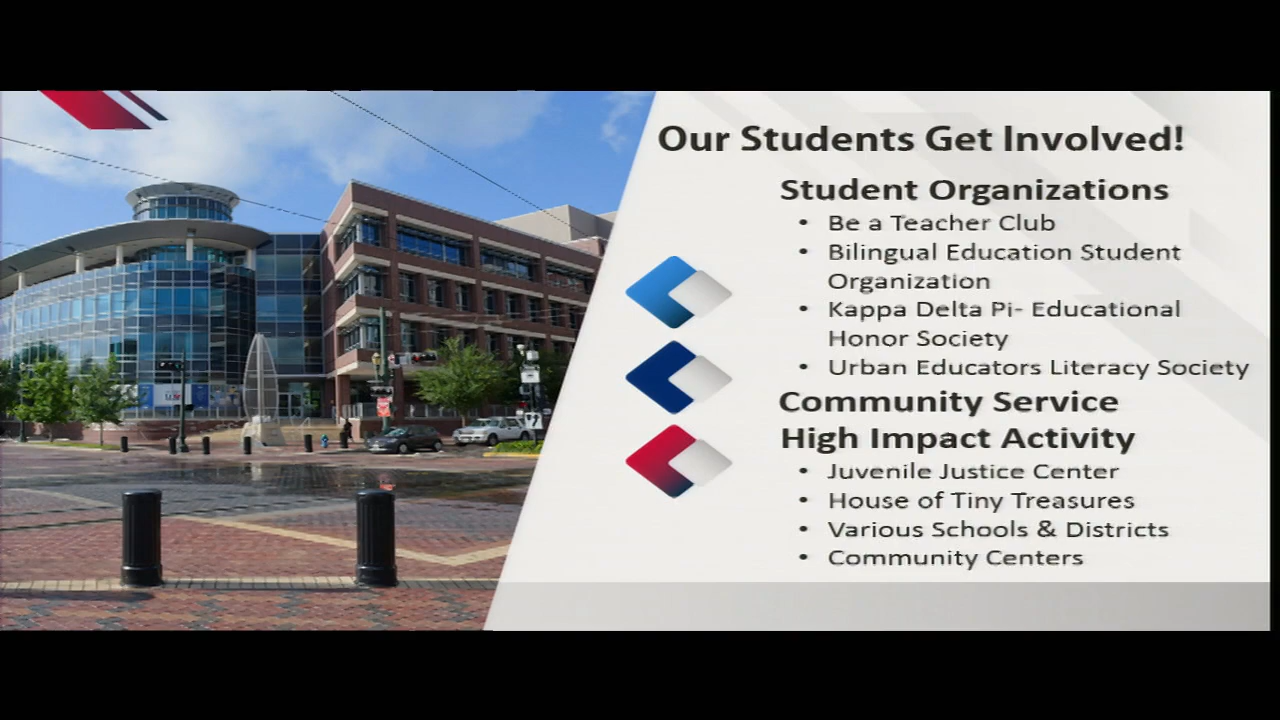 Our Students Get Involved!
Student Organizations
• Be a Teacher Club
• Bilingual Education Student
Organization
• Kappa Delta Pi- Educational
Honor Society
• Urban Educators Literacy Society
Community Service
High Impact Activity
• Juvenile Justice Center
• House of Tiny Treasures
• Various Schools & Districts
• Community Centers